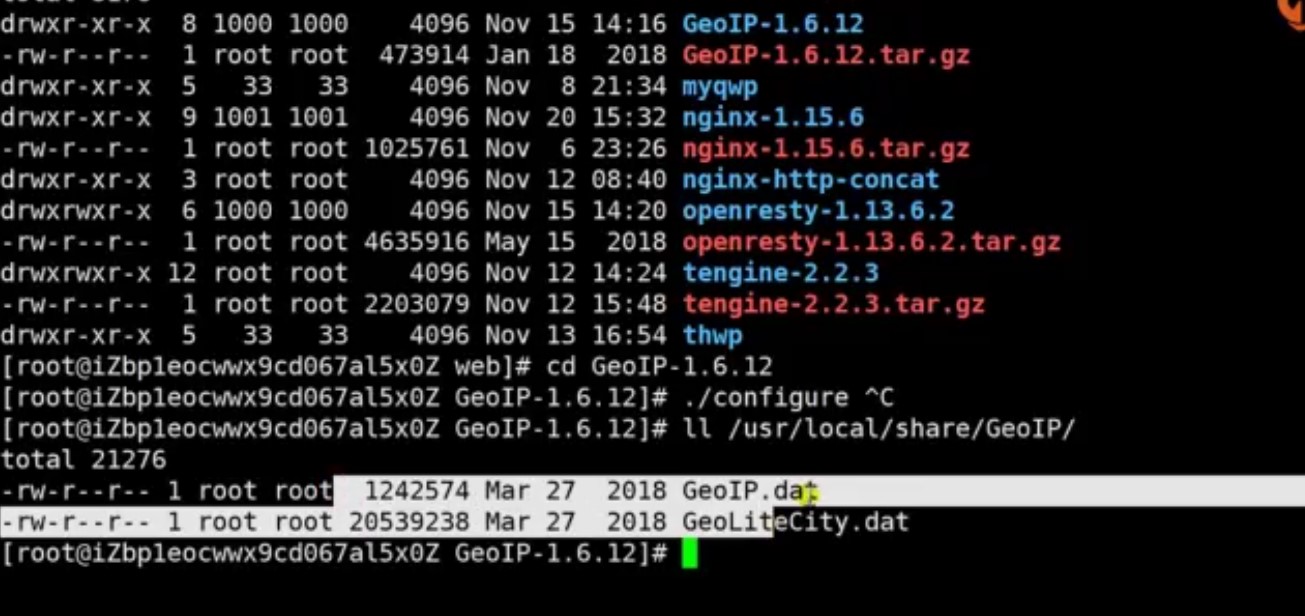 drwxr-xr-x 8 1000 1000 4096 Nov 15 14:16 GeoIP-1.6.12
-rw-r--r-- 1 root root 473914 Jan 18 2018 GeoIP-1.6.12.tar.gz
drwxr-xr-x 5 33 33 4096 Nov 8 21:34 myqwp
drwxr-xr-x 9 1001 1001 4096 Nov 20 15:32 nginx-1.15.6
-rw-r--r-- 1 root root 1025761 Nov 6 23:26 nginx-1.15.6.tar.gz
drwxr-xr-x 3 root root 4096 Nov 12 08:40 nginx-http-concat
drwxrwxr-x 6 1000 1000 4096 Nov 15 14:20 openresty-1.13.6.2
-rw-r--r-- 1 root root 4635916 May 15 2018 openresty-1.13.6.2.tar.gz
drwxrwxr-x 12 root root 4096 Nov 12 14:24 tengine-2.2.3
-rw-r--r-- 1 root root 2203079 Nov 12 15:48 tengine-2.2.3.tar.gz
drwxr-xr-x 5 33 33 4096 Nov 13 16:54 thwp
[root@iZbp1eocwwx9cd067al5x0Z web]# cd GeoIP-1.6.12
[root@iZbp1eocwwx9cd067al5x0Z GeoIP-1.6.12]# ./configure ^C
[root@iZbp1eocwwx9cd067al5x0Z GeoIP-1.6.12]# ll /usr/local/share/GeoIP/
total 21276
-rw-r--r-- 1 root root 1242574 Mar 27 2018 GeoIP.dat
-rw-r--r-- 1 root root 20539238 Mar 27 2018 GeoLiteCity.dat
[root@iZbp1eocwwx9cd067al5x0Z GeoIP-1.6.12]#